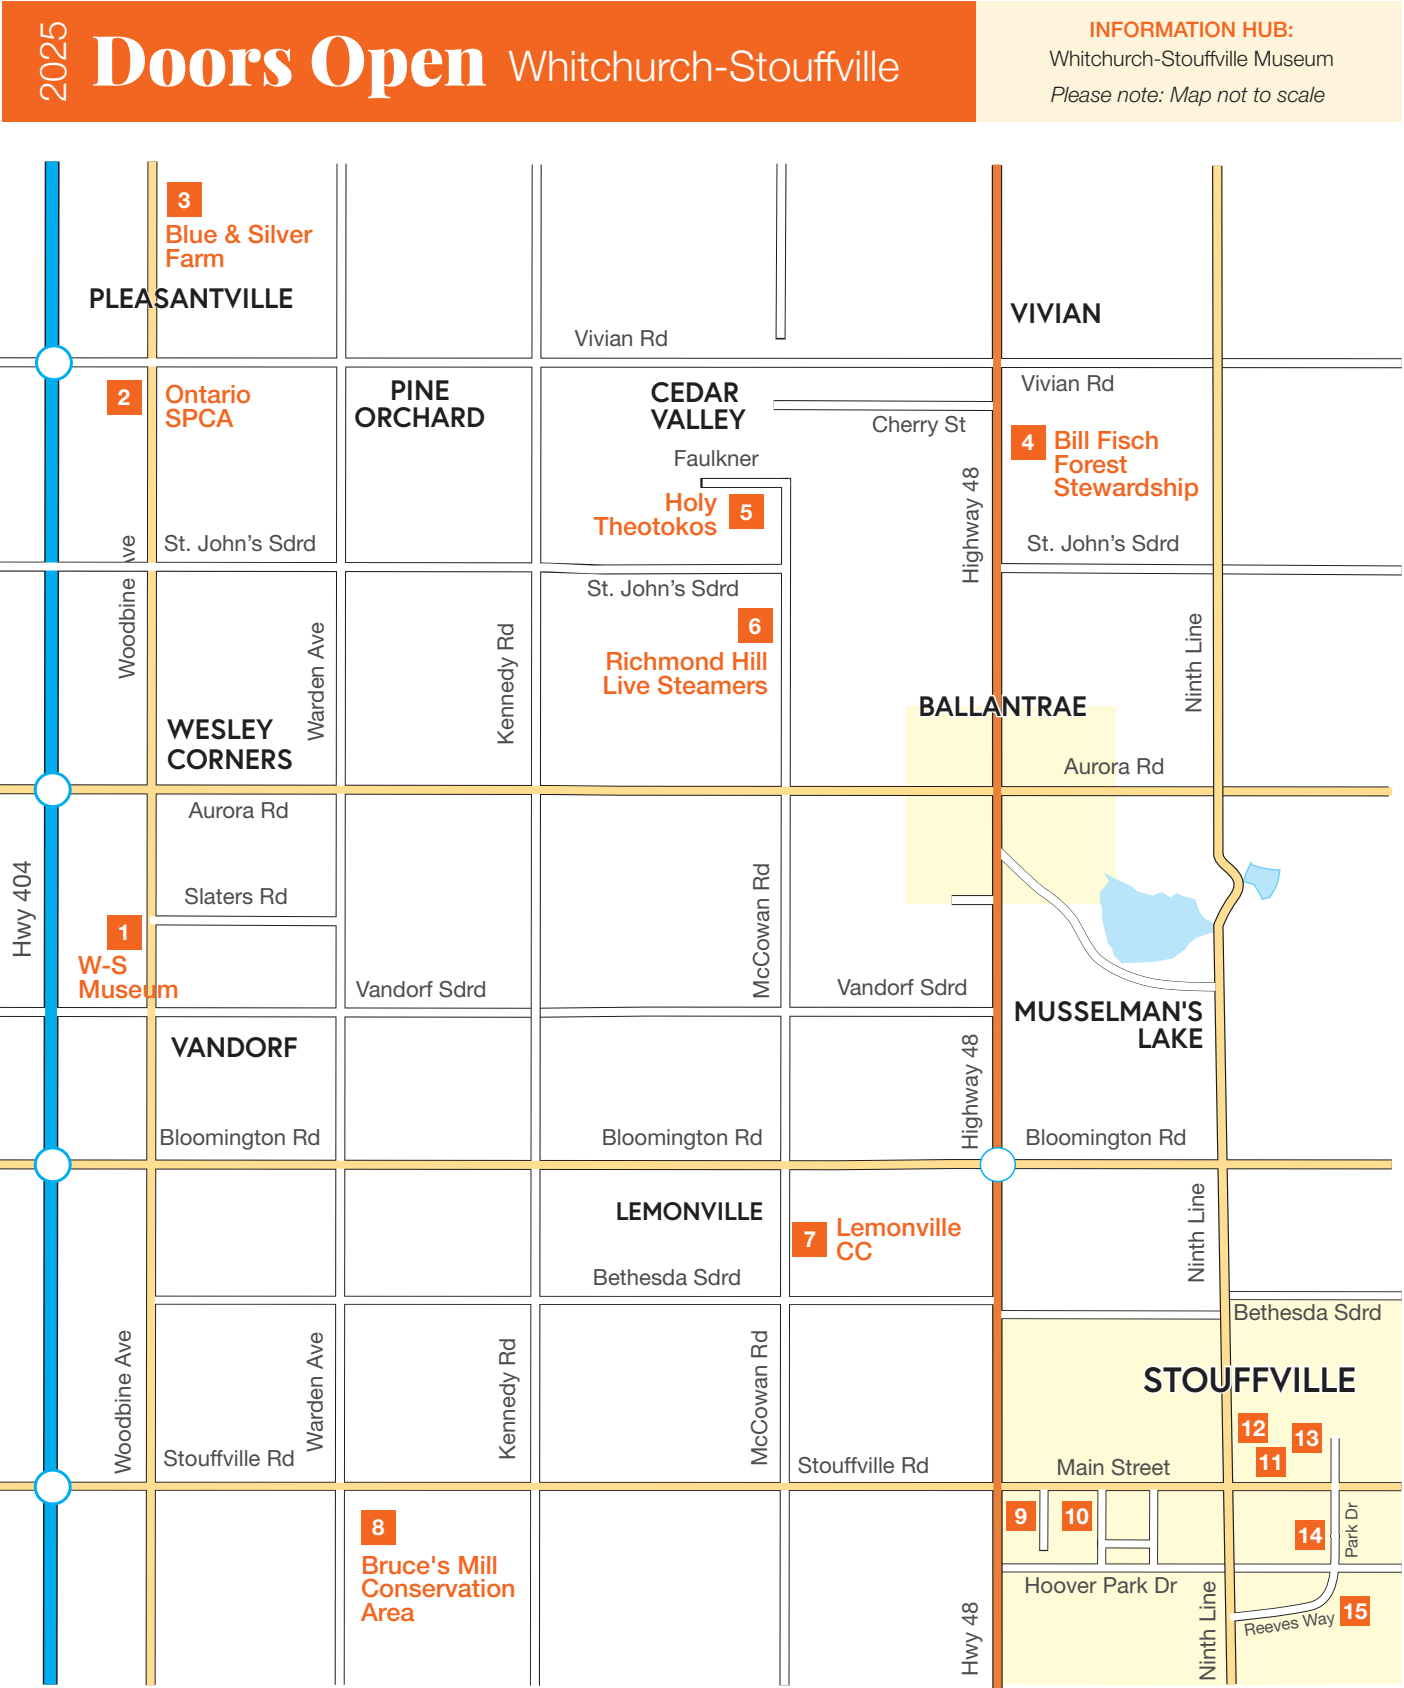 2025
Doors Open Whitchurch-Stouffville
INFORMATION HUB:
Whitchurch-Stouffville Museum
Please note: Map not to scale
3
Blue & Silver
Farm
PLEASANTVILLE
VIVIAN
Vivian Rd
Vivian Rd
2
Ontario
SPCA
PINE
ORCHARD
CEDAR
VALLEY
Cherry St
4
Bill Fisch
Forest
Stewardship
Faulkner
Holy
Theotokos
5
Highway 48
Woodbine Ave
St. John's Sdrd
St. John's Sdrd
St. John's Sdrd
6
Richmond Hill
Live Steamers
Warden Ave
Kennedy Rd
Ninth Line
BALLANTRAE
WESLEY
CORNERS
Aurora Rd
Aurora Rd
Hwy 404
Slaters Rd
McCowan Rd
1
W-S
Museum
Vandorf Sdrd
Vandorf Sdrd
MUSSELMAN'S
LAKE
VANDORF
Highway 48
Bloomington Rd
Bloomington Rd
Bloomington Rd
LEMONVILLE
7
Lemonville
CC
Ninth Line
Bethesda Sdrd
Bethesda Sdrd
Woodbine Ave
Warden Ave
Kennedy Rd
McCowan Rd
STOUFFVILLE
12
13
11
Stouffville Rd
Stouffville Rd
Main Street
8
Bruce's Mill
Conservation
Area
9
10
14
Park Dr
Hoover Park Dr
Hwy 48
Ninth Line
Reeves Way
15